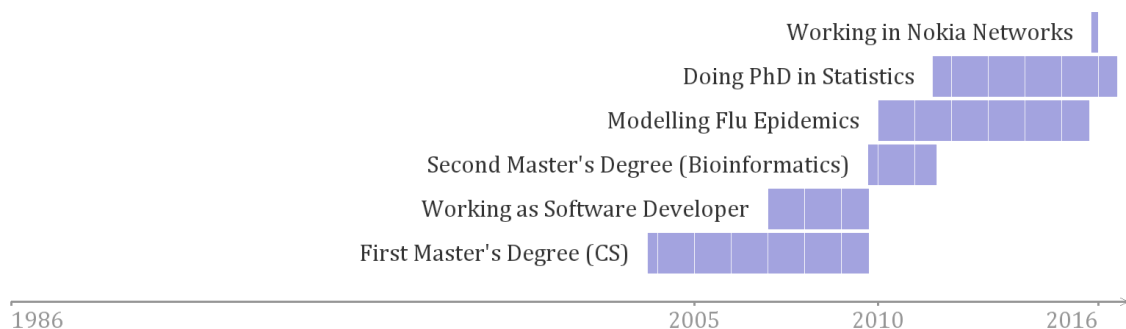 Working in Nokia Networks
Doing PhD in Statistics
Modelling Flu Epidemics
Second Master's Degree (Bioinformatics)
Working as Software Developer
First Master's Degree (CS)
1986 2005 2010 2016